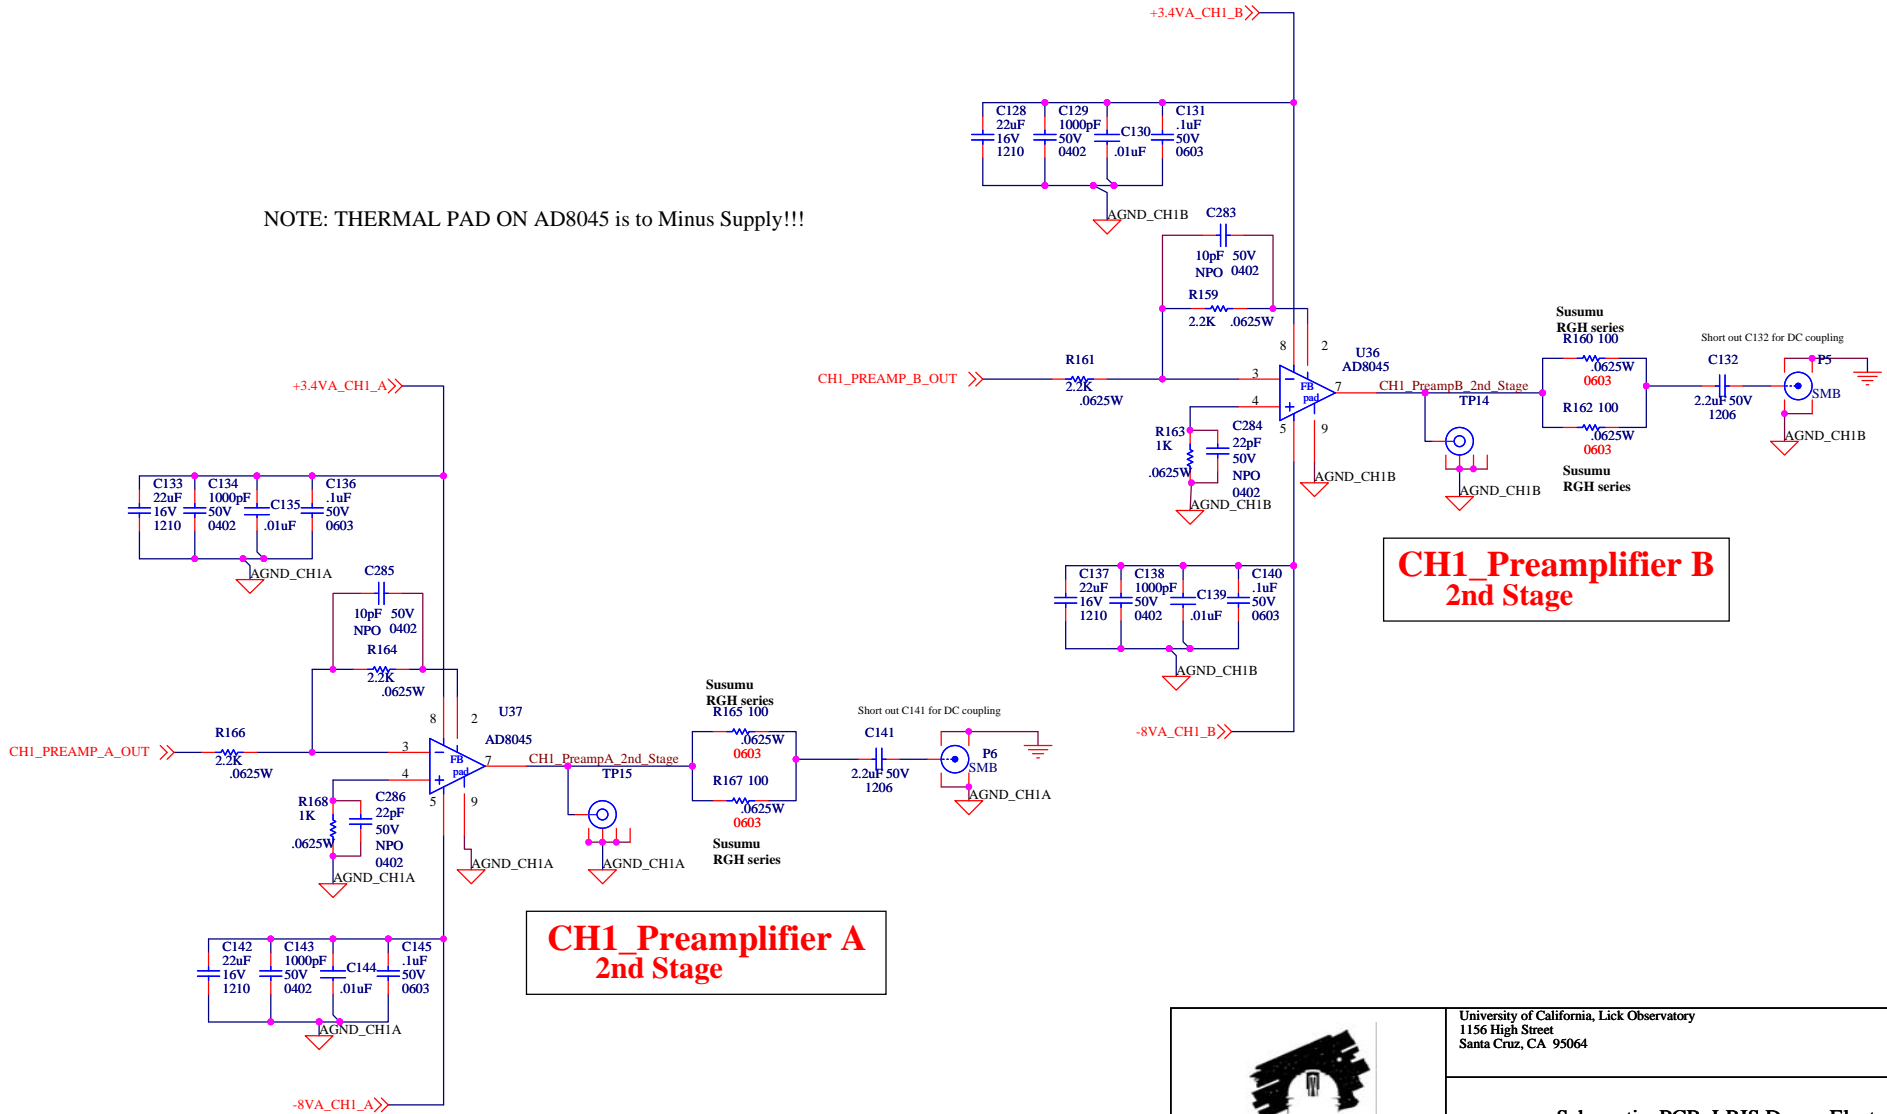 +3.4VA_CH1_B
C128
22uF
16V
1210
C129
1000pF
50V
0402
C130
.01uF
C131
.1uF
50V
0603
AGND_CH1B
NOTE: THERMAL PAD ON AD8045 is to Minus Supply!!!
C283
10pF 50V
NPO 0402
R159
2.2K .0625W
8
2
U36
AD8045
R161
2.2K
.0625W
CH1_PREAMP_B_OUT
3
FB
pad
7
4
5
9
CH1_PreampB_2nd_Stage
TP14
R163
1K
.0625W
C284
22pF
50V
NPO
0402
AGND_CH1B
AGND_CH1B
AGND_CH1B
Susumu
RGH series
R160 100
.0625W
0603
R162 100
.0625W
0603
Susumu
RGH series
Short out C132 for DC coupling
C132
2.2uF 50V
1206
P5
SMB
AGND_CH1B
CH1_Preamplifier B
2nd Stage
C137
22uF
16V
1210
C138
1000pF
50V
0402
C139
.01uF
C140
.1uF
50V
0603
AGND_CH1B
-8VA_CH1_B
+3.4VA_CH1_A
C133
22uF
16V
1210
C134
1000pF
50V
0402
C135
.01uF
C136
.1uF
50V
0603
AGND_CH1A
C285
10pF 50V
NPO 0402
R164
2.2K
.0625W
8
2
U37
AD8045
R166
2.2K
.0625W
CH1_PREAMP_A_OUT
3
FB
pad
7
4
5
9
CH1_PreampA_2nd_Stage
TP15
R168
1K
.0625W
C286
22pF
50V
NPO
0402
AGND_CH1A
AGND_CH1A
AGND_CH1A
Susumu
RGH series
R165 100
.0625W
0603
R167 100
.0625W
0603
Susumu
RGH series
Short out C141 for DC coupling
C141
2.2uF 50V
1206
P6
SMB
AGND_CH1A
CH1_Preamplifier A
2nd Stage
C142
22uF
16V
1210
C143
1000pF
50V
0402
C144
.01uF
C145
.1uF
50V
0603
AGND_CH1A
-8VA_CH1_A
University of California, Lick Observatory
1156 High Street
Santa Cruz, CA 95064